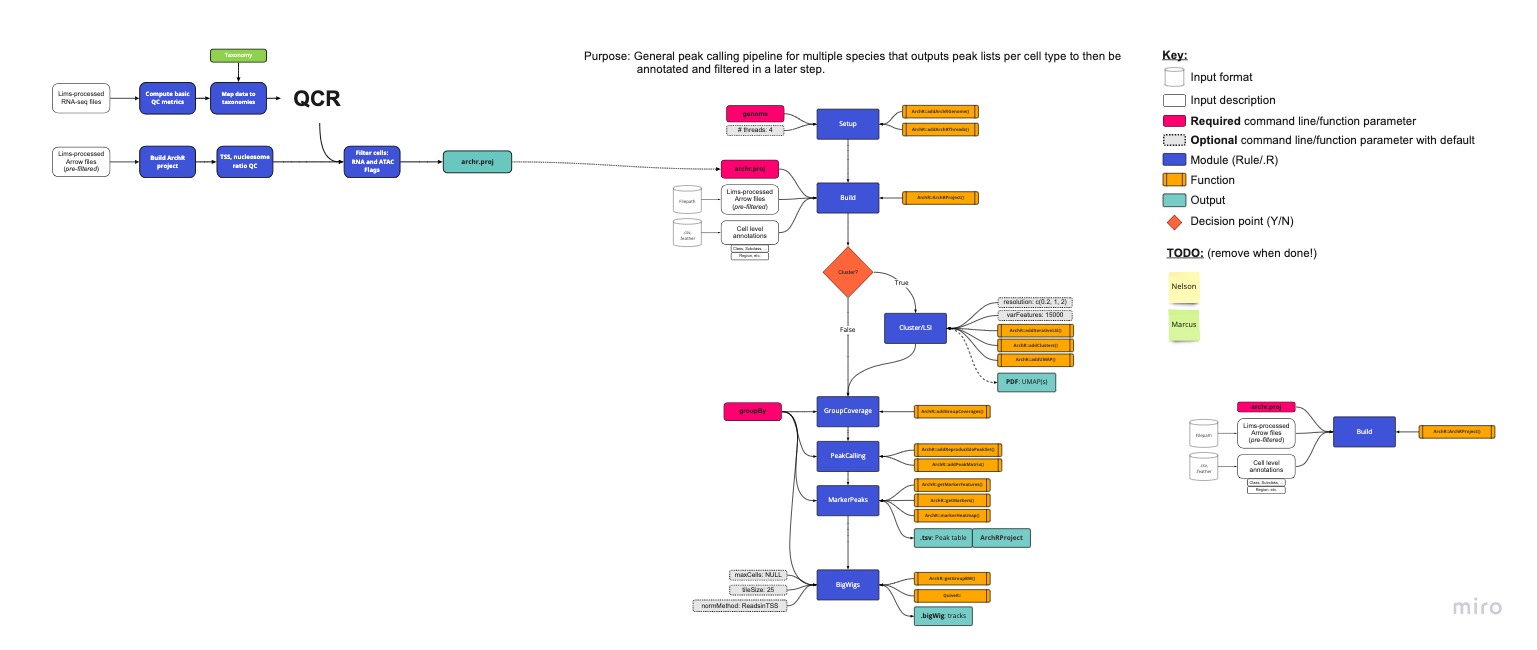 Purpose: General peak calling pipeline for multiple species that outputs peak lists per cell type to then be
annotated and filtered in a later step.
Taxonomy
Lims-processed
RNA-seq files
Compute basic
QC metrics
Map data to
taxonomies
QCR
Lims-processed
Arrow files
(pre-filtered)
Build ArchR
project
TSS, nucleosome
ratio QC
Filter cells:
RNA and ATAC
Flags
archr.proj
genome
# threads: 4
Setup
ArchR::addArchRGenome()
ArchR::addArchRThreads()
archr.proj
Filepath
Lims-processed
Arrow files
(pre-filtered)
.csv,
.feather
Cell level
annotations
Class, Subclass, ...
Region, etc.
Build
ArchR::ArchRProject()
Cluster?
True
False
Cluster/LSI
resolution: c(0.2, 1, 2)
varFeatures: 15000
ArchR::addIterativeLSI()
ArchR::addClusters()
ArchR::addUMAP()
PDF: UMAP(s)
groupBy
GroupCoverage
ArchR::addGroupCoverages()
PeakCalling
ArchR::addReproduciblePeakSet()
ArchR::addPeakMatrix()
MarkerPeaks
ArchR::getMarkerFeatures()
ArchR::getMarkers()
ArchR::markerHeatmap()
.tsv: Peak table
ArchRProject
maxCells: NULL
tileSize: 25
normMethod: ReadsinTSS
BigWigs
ArchR::getGroupBW()
.bigWig: tracks
Key:
Input format
Input description
Required command line/function parameter
Optional command line/function parameter with default
Module (Rule/.R)
Function
Output
Decision point (Y/N)
TODO: (remove when done!)
Nelson
Marcus
archr.proj
Filepath
Lims-processed
Arrow files
(pre-filtered)
.csv,
.feather
Cell level
annotations
Class, Subclass, ...
Region, etc.
Build
ArchR::ArchRProject()
miro